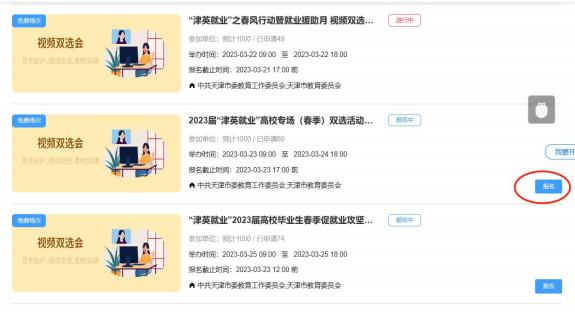 免费场次
视频双选会
足不出户，视频交流，即时沟通
“津英就业”之春风行动暨就业援助月 视频双选...
进行中
参加单位：预计1000 / 已申请49
举办时间：2023-03-22 09:00 至 2023-03-22 18:00
报名截止时间：2023-03-21 17:00 前
中共天津市委教育工作委员会,天津市教育委员会
免费场次
视频双选会
足不出户，视频交流，即时沟通
2023届“津英就业”高校专场（春季）双选活动...
报名中
参加单位：预计1000 / 已申请60
举办时间：2023-03-23 09:00 至 2023-03-24 18:00
我要开
报名截止时间：2023-03-23 17:00 前
中共天津市委教育工作委员会,天津市教育委员会
报名
免费场次
视频双选会
足不出户，视频交流，即时沟通
“津英就业”2023届高校毕业生春季促就业攻坚...
报名中
参加单位：预计1000 / 已申请74
举办时间：2023-03-25 09:00 至 2023-03-25 18:00
报名截止时间：2023-03-23 12:00 前
中共天津市委教育工作委员会,天津市教育委员会
报名